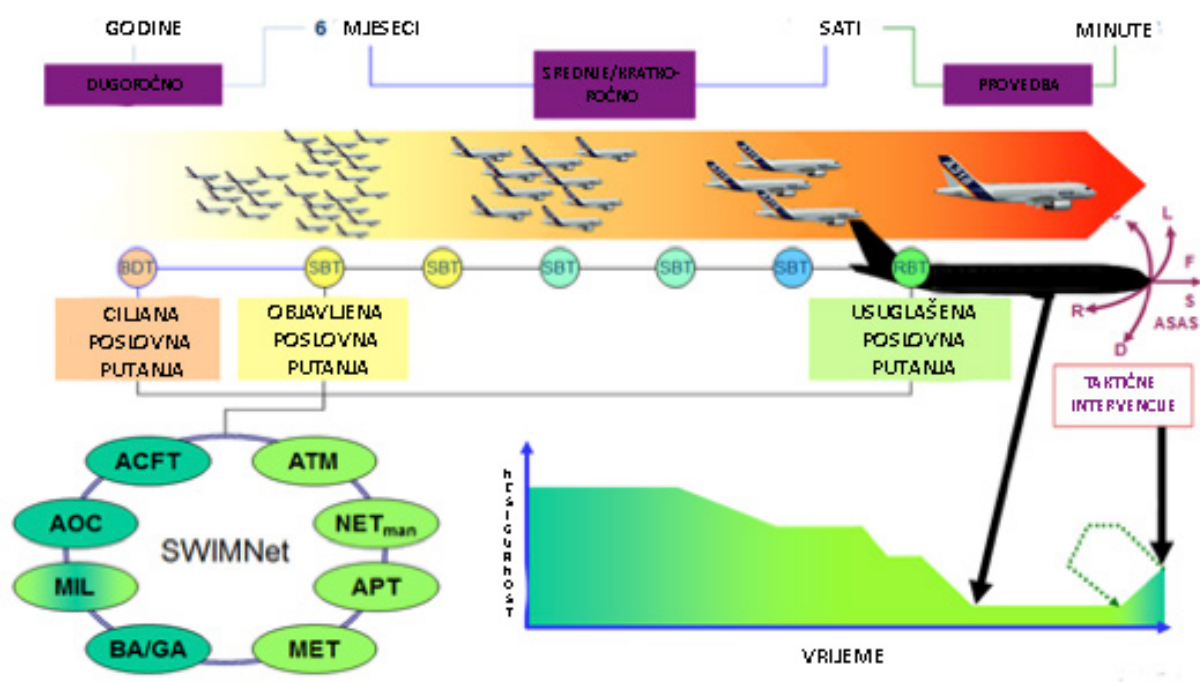 GODINE
6 MJESECI
SATI
MINUTE
DUGOROČNO
SREDNJE/KRATKO-
ROČNO
PROVEDBA
BDT
SBT
SBT
SBT
SBT
SBT
RBT
L
F
S
R
ASAS
D
CILJANA
POSLOVNA
PUTANJA
OBJAVLJENA
POSLOVNA
PUTANJA
USUGLAŠENA
POSLOVNA
PUTANJA
TAKTIČNE
INTERVENCIJE
ACFT
ATM
AOC
NETman
SWIMNet
MIL
APT
BA/GA
MET
NESIGURNOST
VRIJEME